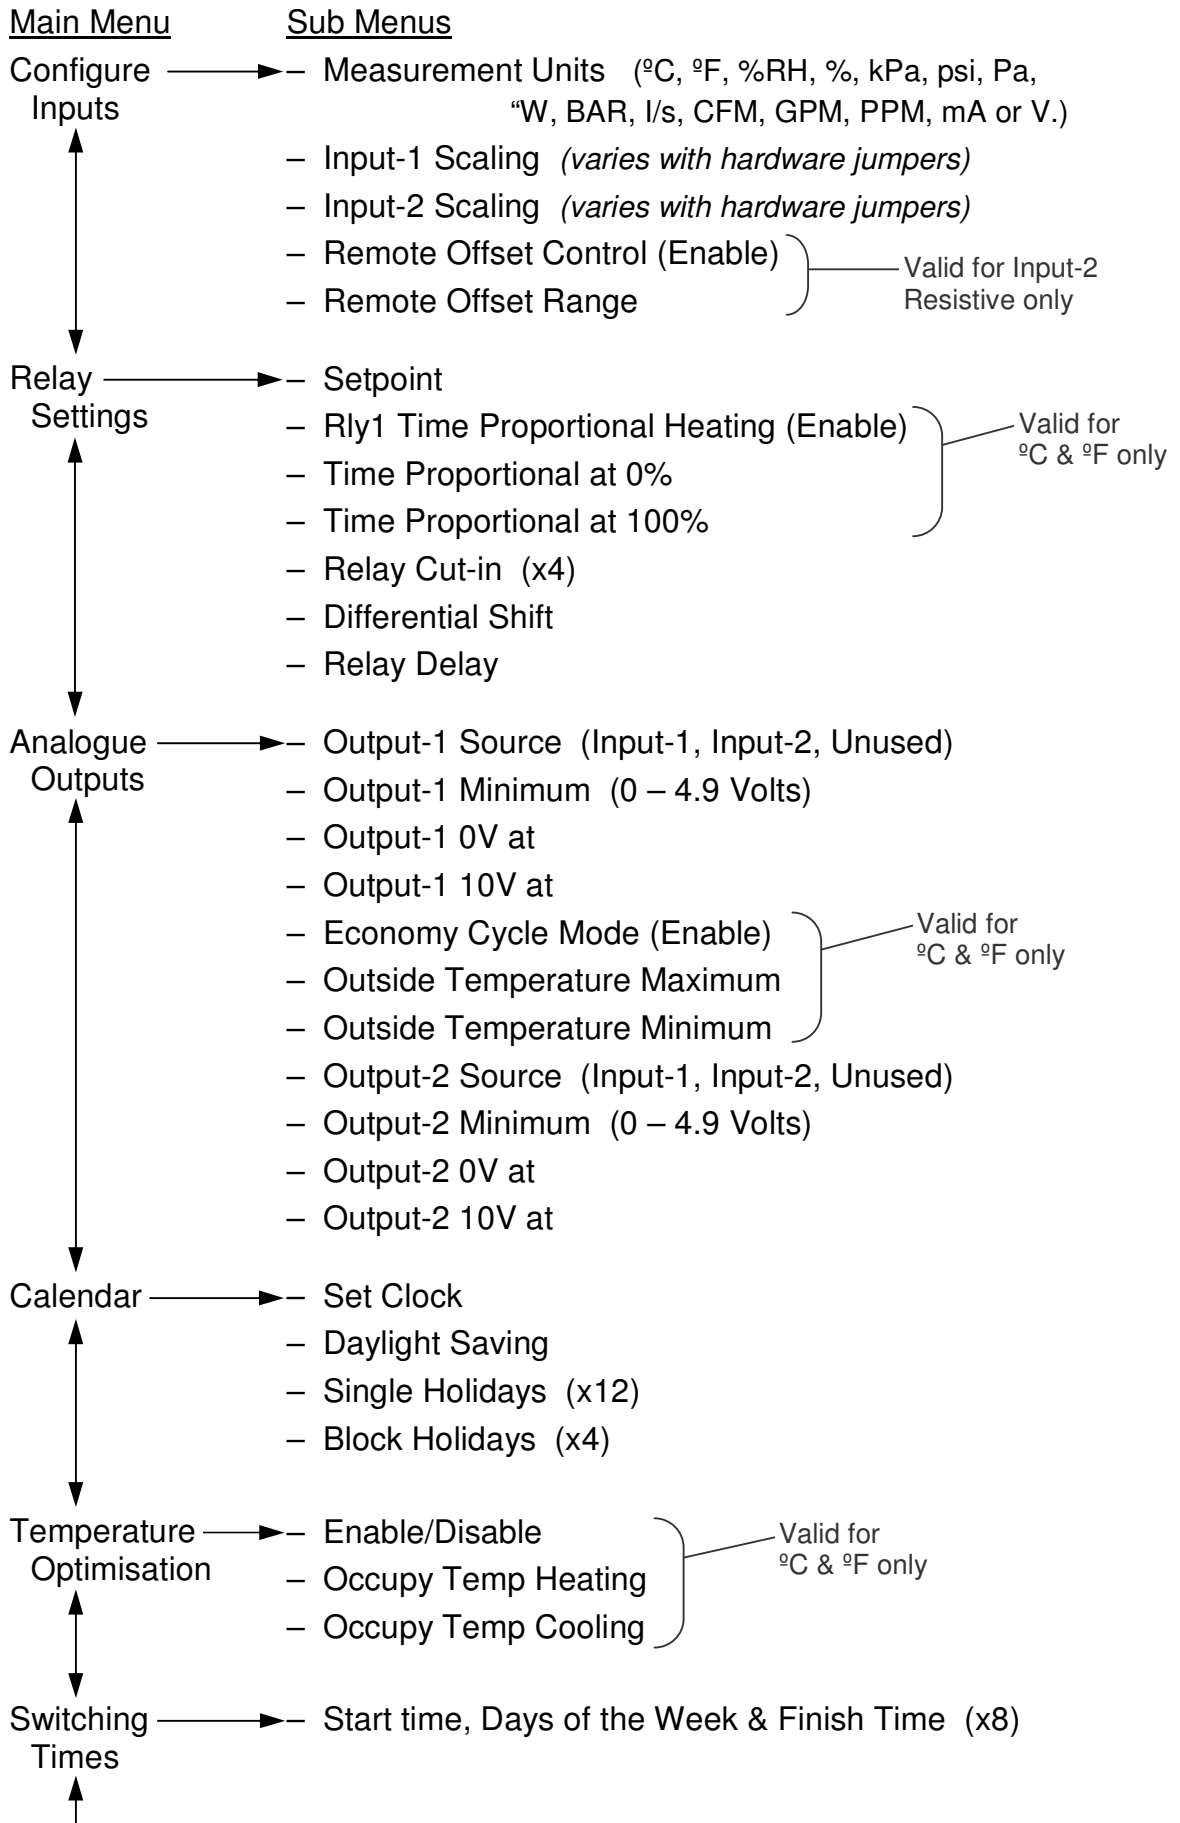 Main Menu Sub Menus
Configure – Measurement Units (ºC, ºF, %RH, %, kPa, psi, Pa,
Inputs “W, BAR, l/s, CFM, GPM, PPM, mA or V.)
– Input-1 Scaling (varies with hardware jumpers)
– Input-2 Scaling (varies with hardware jumpers)
– Remote Offset Control (Enable)
Valid for Input-2
– Remote Offset Range
Resistive only
Relay – Setpoint
Settings
– Rly1 Time Proportional Heating (Enable)
Valid for
ºC & ºF only
– Time Proportional at 0%
– Time Proportional at 100%
– Relay Cut-in (x4)
– Differential Shift
– Relay Delay
Analogue – Output-1 Source (Input-1, Input-2, Unused)
Outputs
– Output-1 Minimum (0 – 4.9 Volts)
– Output-1 0V at
– Output-1 10V at
– Economy Cycle Mode (Enable)
Valid for
ºC & ºF only
– Outside Temperature Maximum
– Outside Temperature Minimum
– Output-2 Source (Input-1, Input-2, Unused)
– Output-2 Minimum (0 – 4.9 Volts)
– Output-2 0V at
– Output-2 10V at
Calendar – Set Clock
– Daylight Saving
– Single Holidays (x12)
– Block Holidays (x4)
Temperature – Enable/Disable
Optimisation
Valid for
ºC & ºF only
– Occupy Temp Heating
– Occupy Temp Cooling
Switching – Start time, Days of the Week & Finish Time (x8)
Times